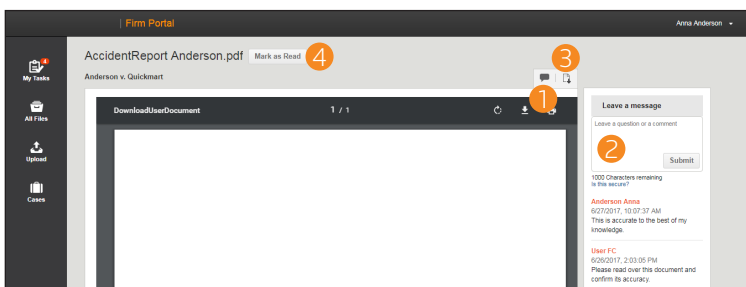 Firm Portal
Anna Anderson
AccidentReport Anderson.pdf
Mark as Read
4
Anderson v. Quickmart
3
4
My Tasks
All Files
Upload
Cases
1
DownloadUserDocument
1 / 1
Leave a message
Leave a question or a comment
2
Submit
1000 Characters remaining
Is this secure?
Anderson Anna
6/27/2017, 10:07:37 AM
This is accurate to the best of my
knowledge.
User FC
6/26/2017, 2:03:05 PM
Please read over this document and
confirm its accuracy.